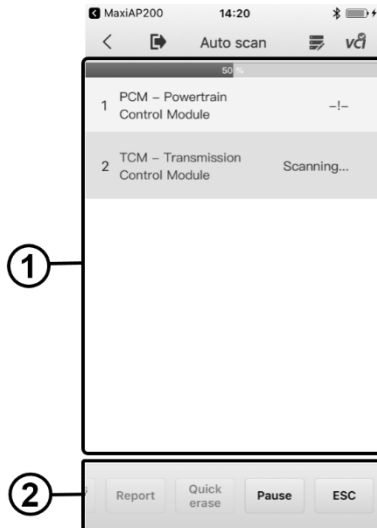 MaxiAP200 14:20
Auto scan VCI
50 %
1 PCM – Powertrain
Control Module -!-
2 TCM – Transmission
Control Module Scanning...
1
2
Report Quick
erase Pause ESC